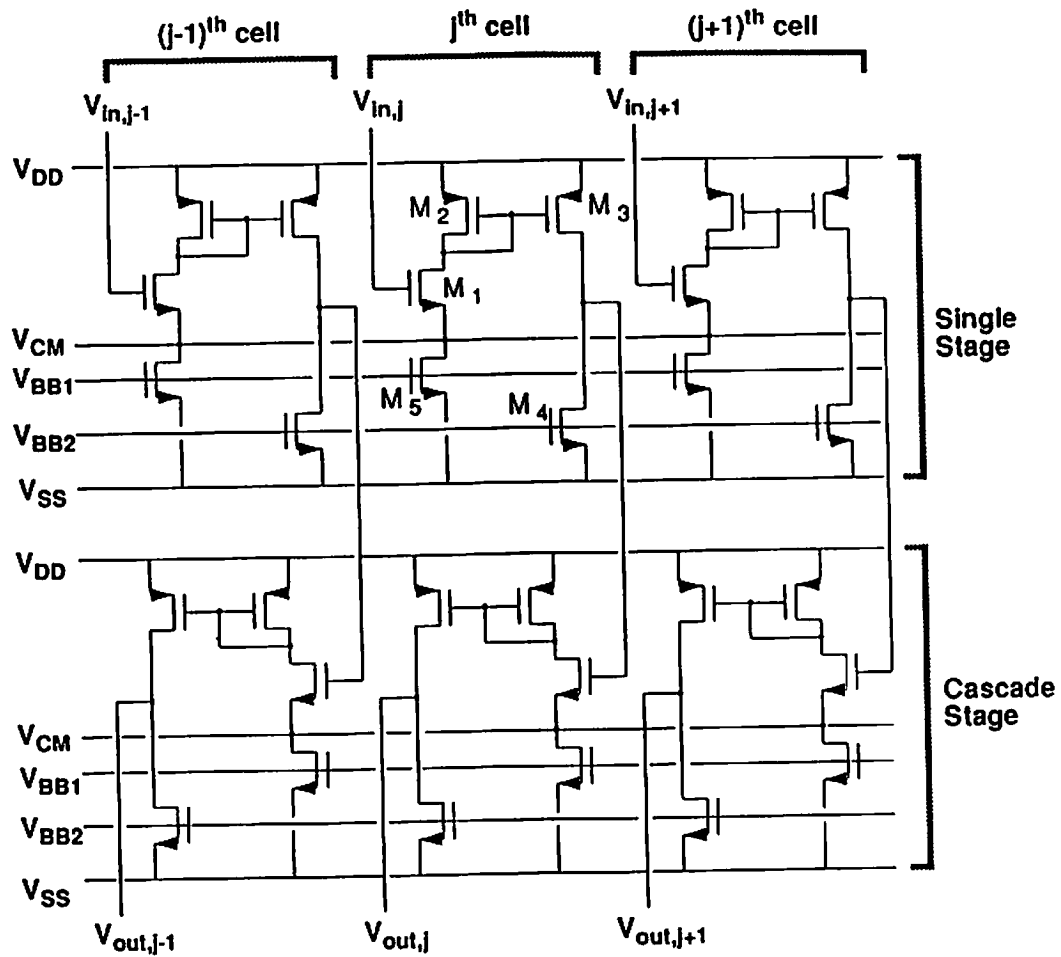 (j-1)th cell
jth cell
(j+1)th cell
Vin,j-1
Vin,j
Vin,j+1
VDD
M2
M3
M1
VCM
VBB1
M5
M4
VBB2
VSS
Single
Stage
VDD
VCM
VBB1
VBB2
VSS
Cascade
Stage
Vout,j-1
Vout,j
Vout,j+1